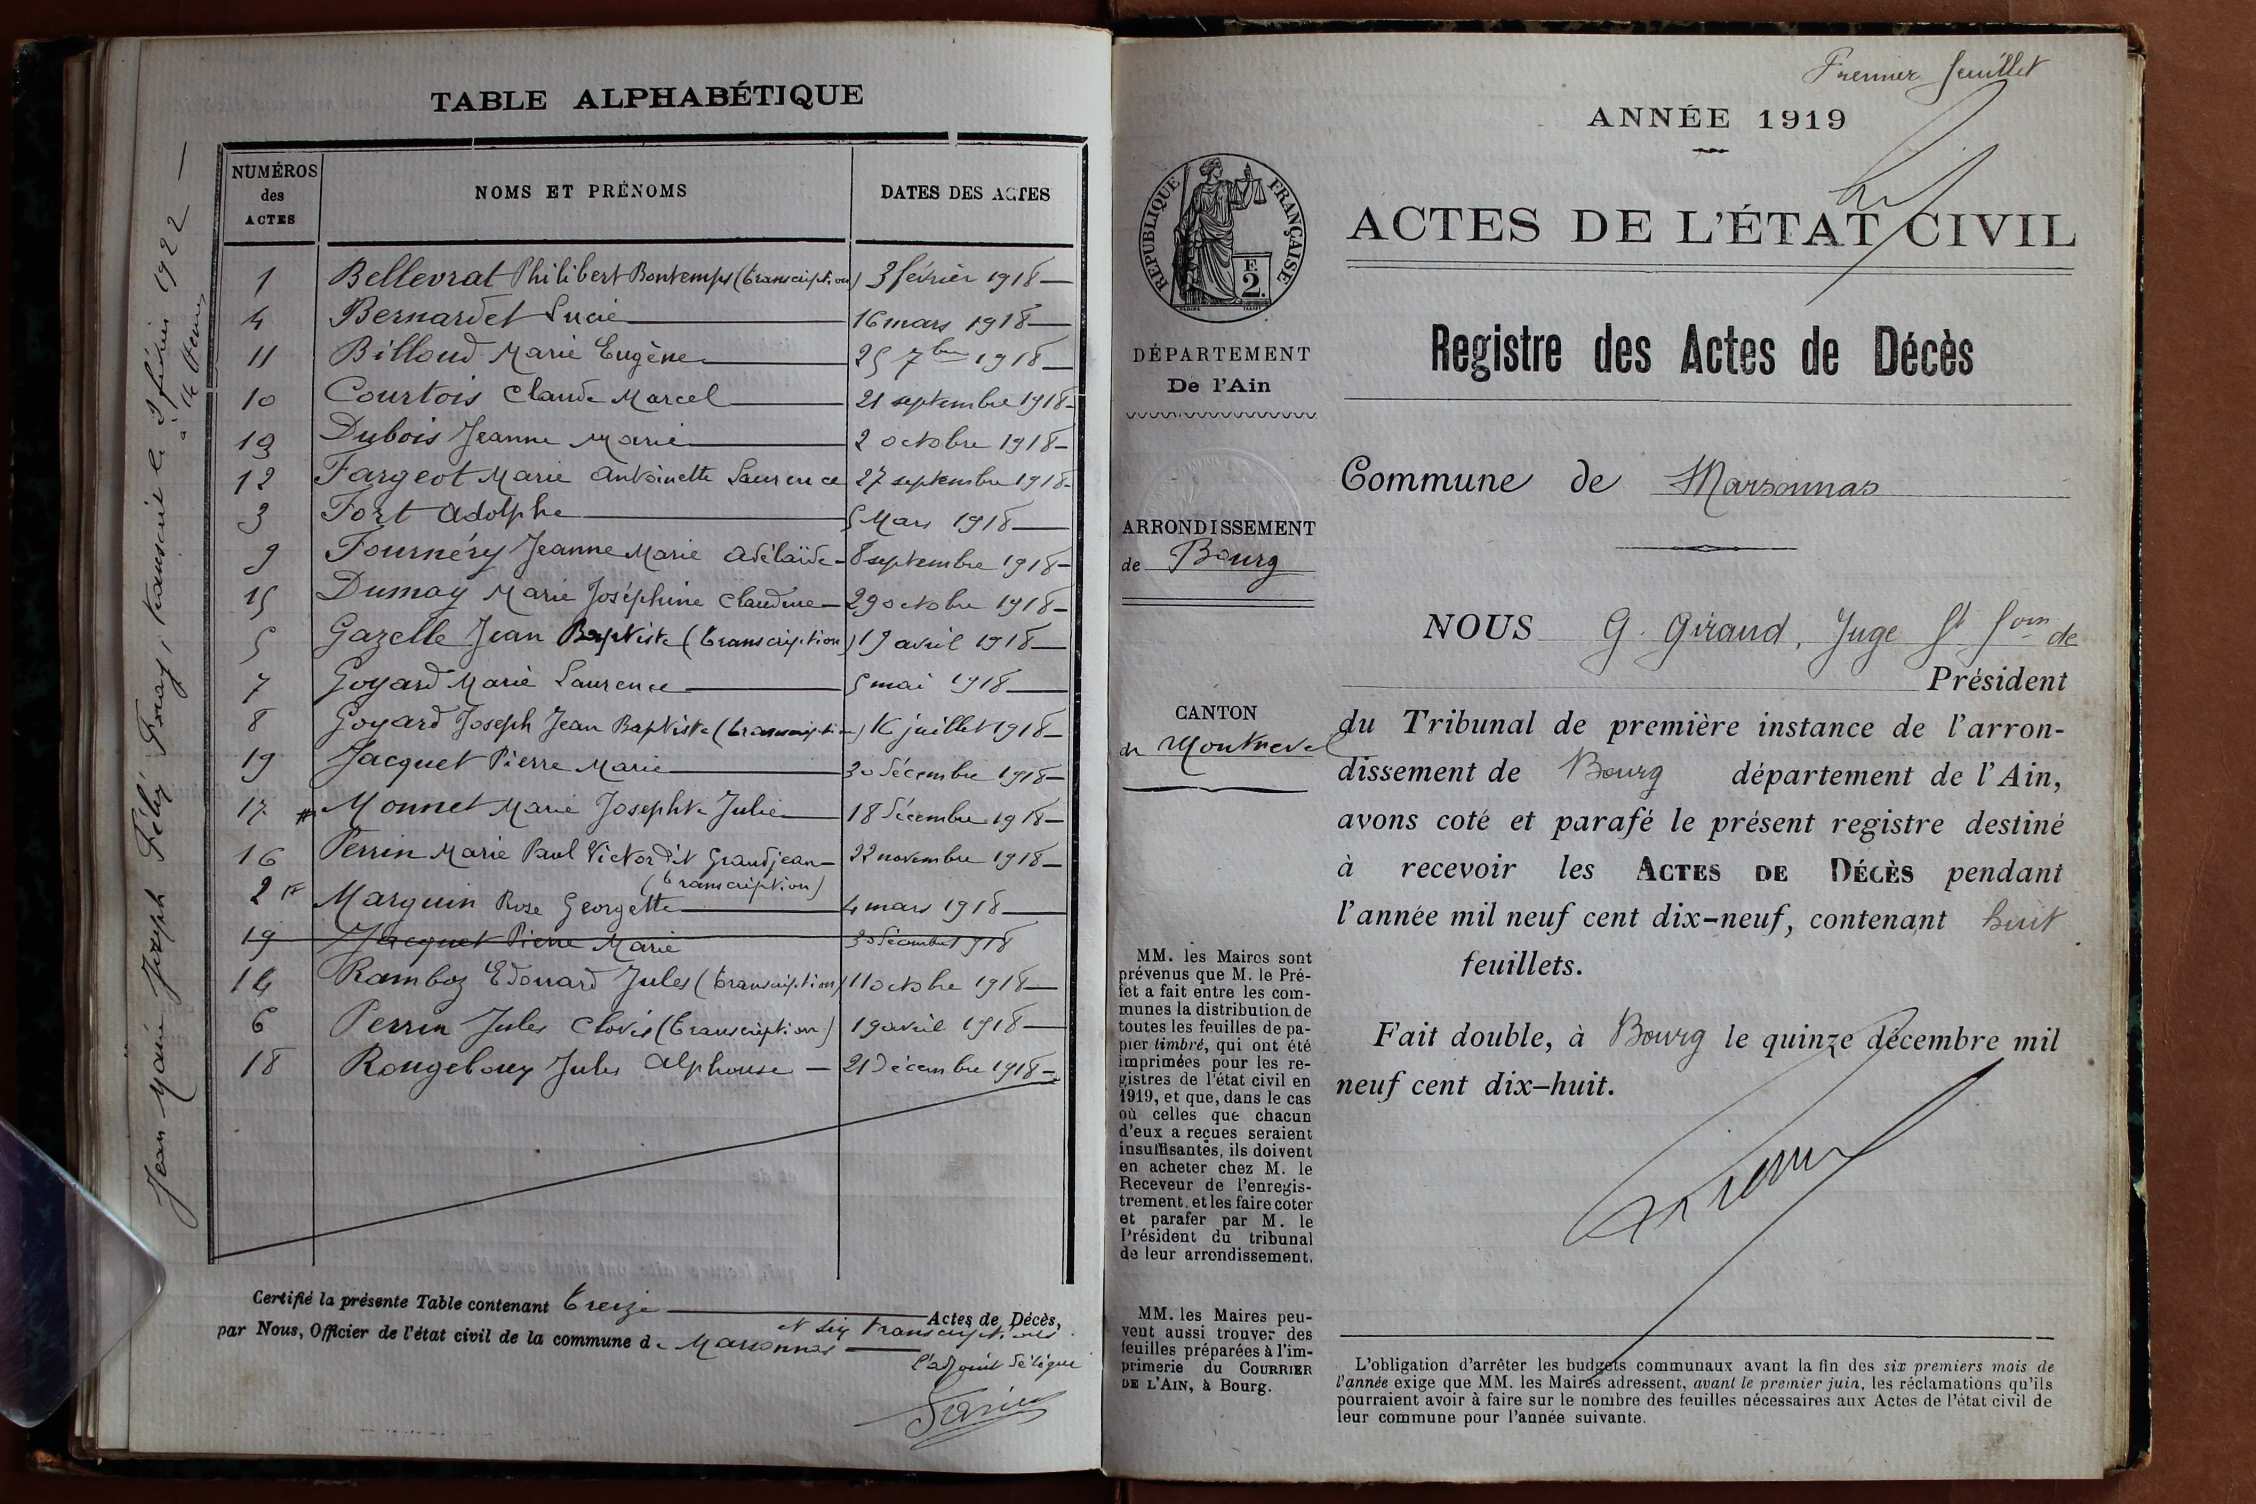 TABLE ALPHABÉTIQUE
NUMÉROS des ACTES
NOMS ET PRÉNOMS
DATES DES ACTES
1 Bellevrat Philibert Bontemps (transcription) 3 février 1918
4 Bernardet Lucie 16 mars 1918
11 Billoud Marie Eugène 25 7bre 1918
10 Courtois Claude Marcel 21 septembre 1918
13 Dubois Jeanne Marie 2 octobre 1918
12 Fargeot Marie Antoinette Laurence 27 septembre 1918
3 Fort Adolphe 5 Mars 1918
9 Fournéry Jeanne Marie Adélaïde 8 septembre 1918
15 Dumay Marie Joséphine Claudine 29 octobre 1918
5 Gazelle Jean Baptiste (transcription) 19 avril 1918
7 Goyard Marie Laurence 5 mai 1918
8 Goyard Joseph Jean Baptiste (transcription) 16 juillet 1918
19 Jacquet Pierre Marie 30 décembre 1918
17 Monnet Marie Josephte Julie 18 décembre 1918
16 Perrin Marie Paul Victor dit Grandjean 22 novembre 1918
(transcription)
2 Marguin Rose Georgette 4 mars 1918
19 Jacquet Pierre Marie 30 décembre 1918
14 Ramboz Edouard Jules (transcription) 11 octobre 1918
6 Perrin Jules Clovis (transcription) 19 avril 1918
18 Rougeboy Jules Alphonse 21 décembre 1918
Certifié la présente Table contenant treize Actes de Décès,
et six transcriptions
par Nous, Officier de l'état civil de la commune de Marsonnas
l'adjoint délégué
Jean Marie Joseph Félix, transcrit le 2 février 1922
Premier feuillet
ANNÉE 1919
RÉPUBLIQUE FRANÇAISE
2 F.
ACTES DE L'ÉTAT CIVIL
DÉPARTEMENT
De l'Ain
Registre des Actes de Décès
Commune de Marsonnas
ARRONDISSEMENT
de Bourg
CANTON
de Montrevel
NOUS G. Giraud, Juge de
Président
du Tribunal de première instance de l'arron-
dissement de Bourg département de l'Ain,
avons coté et parafé le présent registre destiné
à recevoir les ACTES DE DÉCÈS pendant
l'année mil neuf cent dix-neuf, contenant huit
feuillets.
Fait double, à Bourg le quinze décembre mil
neuf cent dix-huit.
Giraud
MM. les Maires sont
prévenus que M. le Pré-
fet a fait entre les com-
munes la distribution de
toutes les feuilles de pa-
pier timbré, qui ont été
imprimées pour les re-
gistres de l'état civil en
1919, et que, dans le cas
où celles que chacun
d'eux a reçues seraient
insuffisantes, ils doivent
en acheter chez M. le
Receveur de l'enregis-
trement, et les faire coter
et parafer par M. le
Président du tribunal
de leur arrondissement.
MM. les Maires peu-
vent aussi trouver des
feuilles préparées à l'im-
primerie du COURRIER
DE L'AIN, à Bourg.
L'obligation d'arrêter les budgets communaux avant la fin des six premiers mois de
l'année exige que MM. les Maires adressent, avant le premier juin, les réclamations qu'ils
pourraient avoir à faire sur le nombre des feuilles nécessaires aux Actes de l'état civil de
leur commune pour l'année suivante.